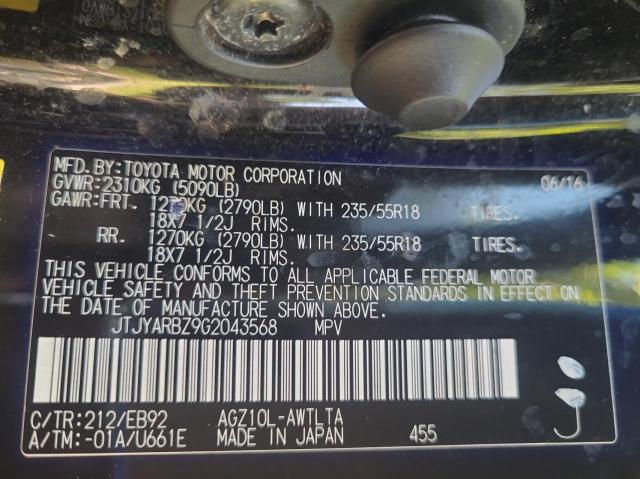 MFD. BY: TOYOTA MOTOR CORPORATION 06/16
GVWR: 2310KG (5090LB)
GAWR: FRT. 1270KG (2790LB) WITH 235/55R18 TIRES.
18X7 1/2J RIMS.
RR. 1270KG (2790LB) WITH 235/55R18 TIRES.
18X7 1/2J RIMS.
THIS VEHICLE CONFORMS TO ALL APPLICABLE FEDERAL MOTOR
VEHICLE SAFETY AND THEFT PREVENTION STANDARDS IN EFFECT ON
THE DATE OF MANUFACTURE SHOWN ABOVE.
JTJYARBZ9G2043568 MPV
C/TR: 212/EB92 AGZ10L-AWTLTA
A/TM: -01A/U661E MADE IN JAPAN 455